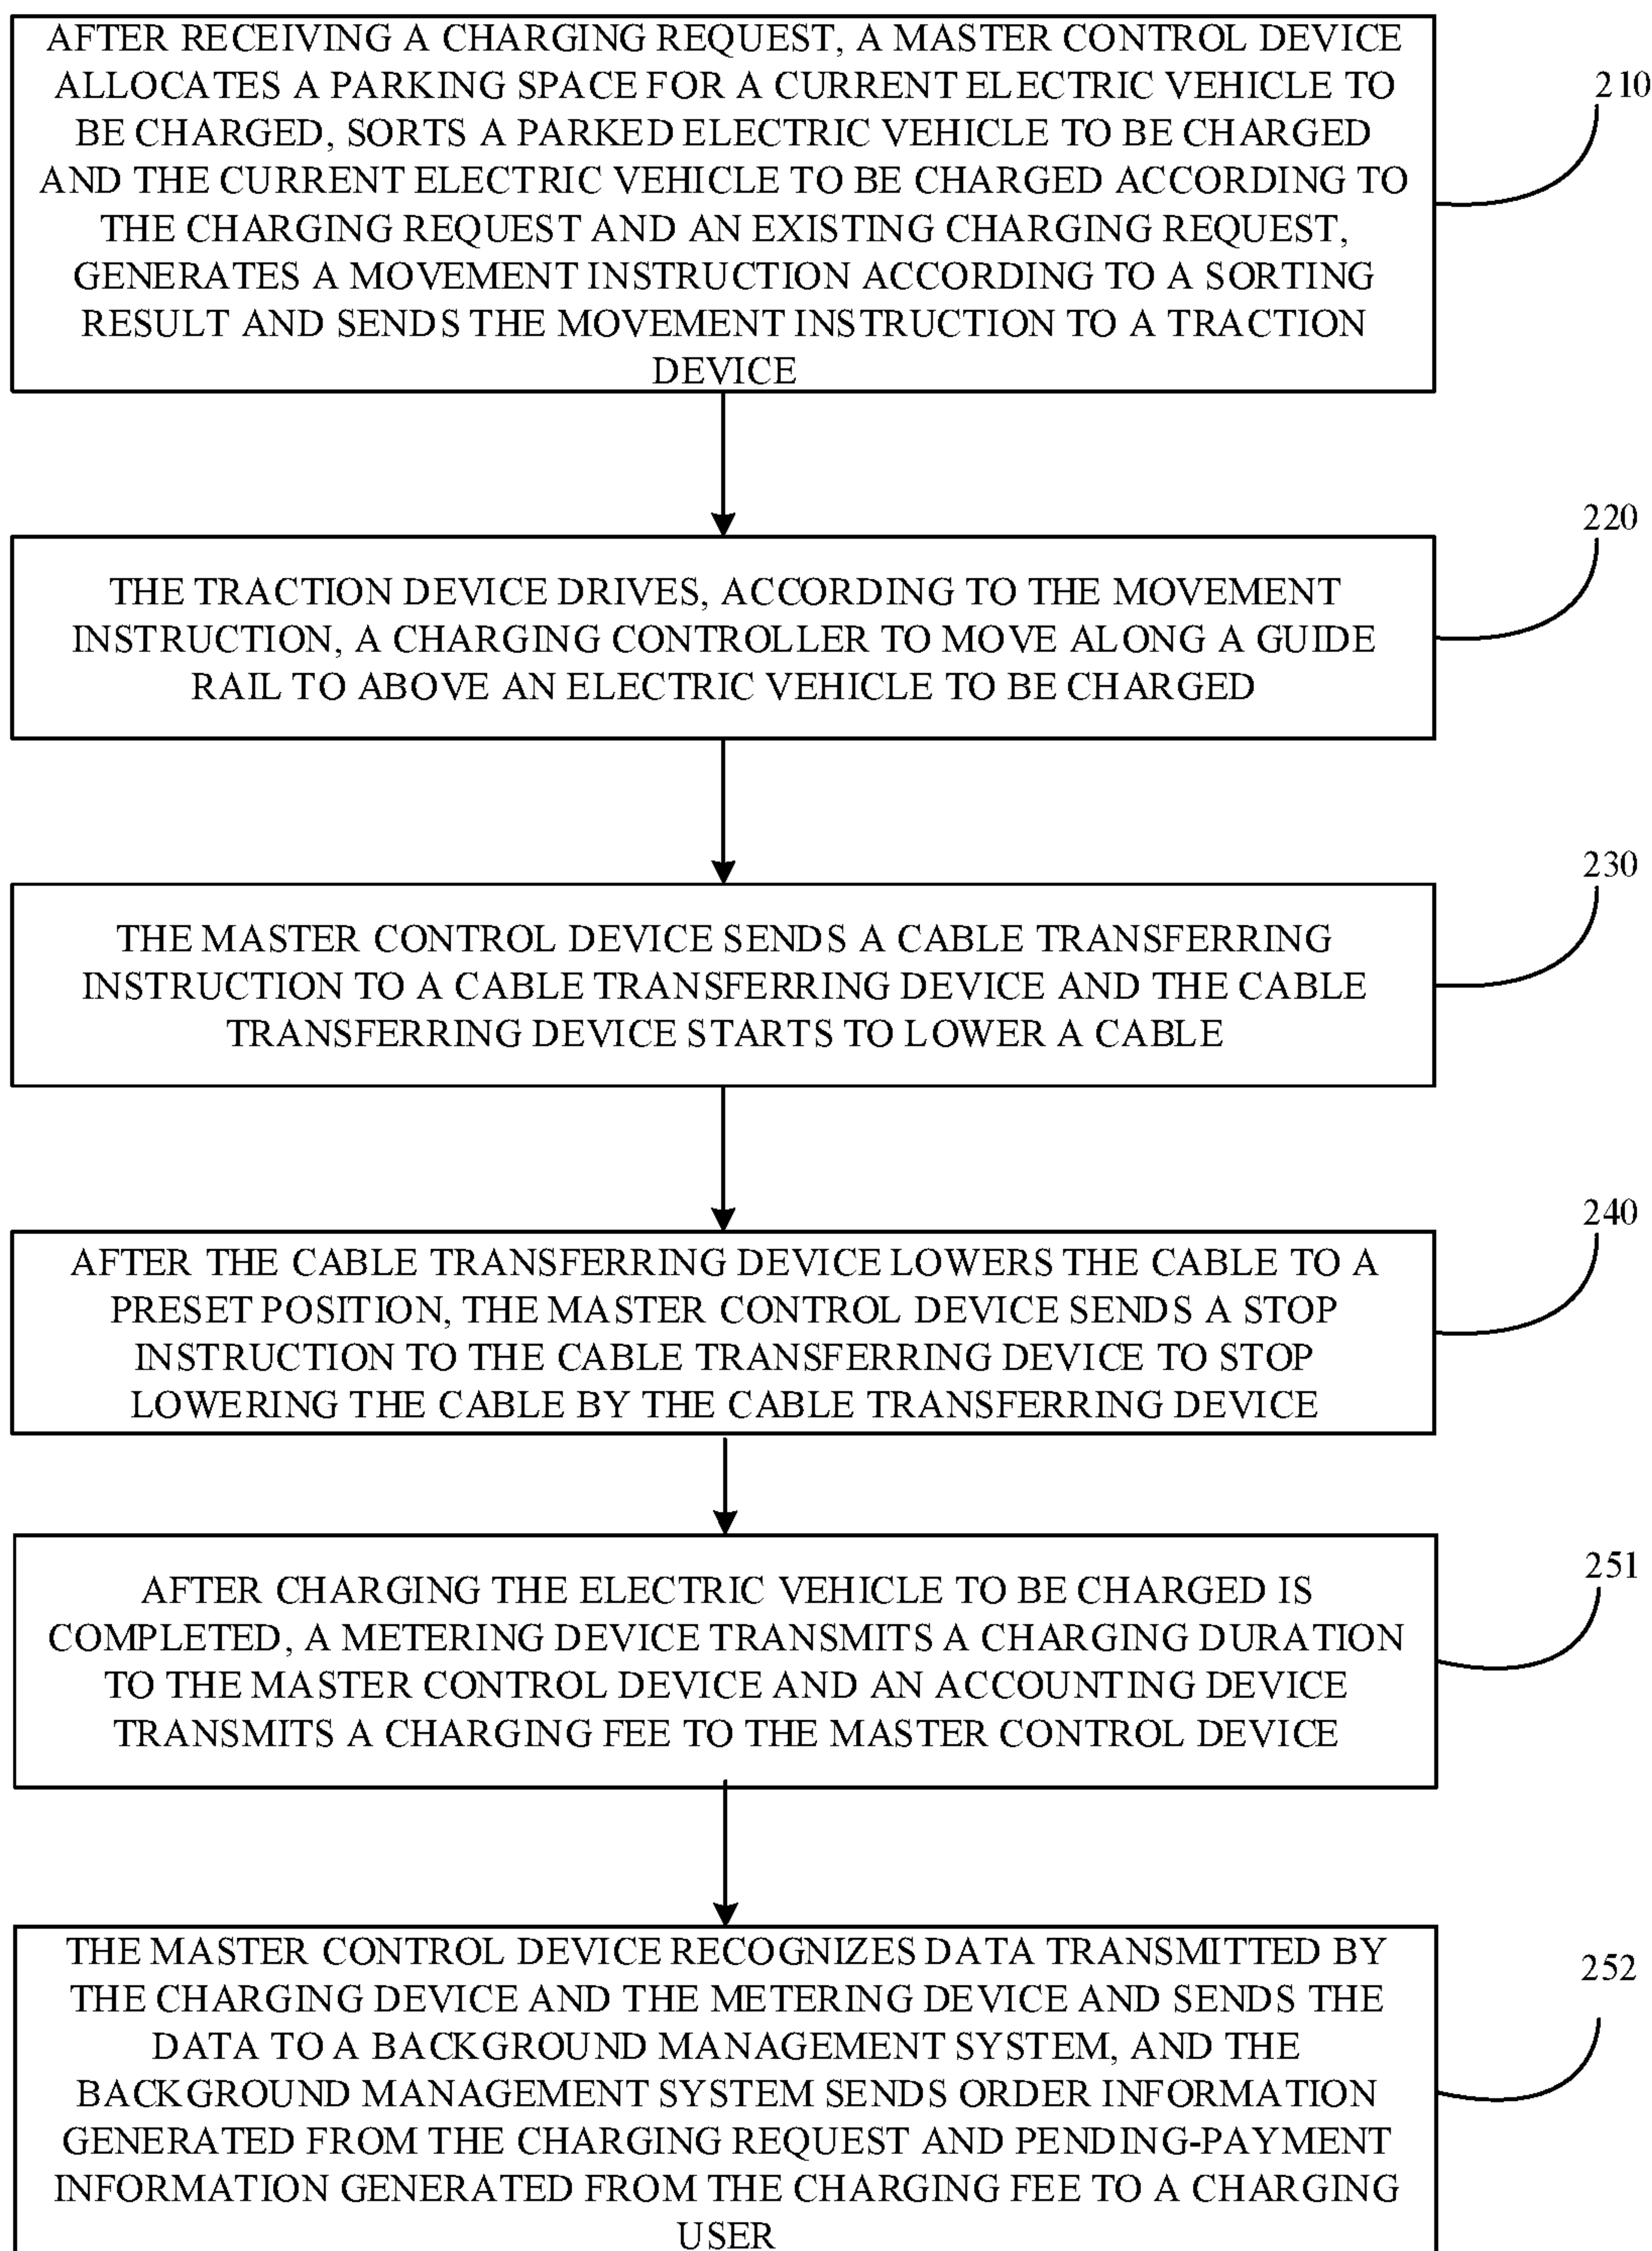 AFTER RECEIVING A CHARGING REQUEST, A MASTER CONTROL DEVICE
ALLOCATES A PARKING SPACE FOR A CURRENT ELECTRIC VEHICLE TO
BE CHARGED, SORTS A PARKED ELECTRIC VEHICLE TO BE CHARGED
AND THE CURRENT ELECTRIC VEHICLE TO BE CHARGED ACCORDING TO
THE CHARGING REQUEST AND AN EXISTING CHARGING REQUEST,
GENERATES A MOVEMENT INSTRUCTION ACCORDING TO A SORTING
RESULT AND SENDS THE MOVEMENT INSTRUCTION TO A TRACTION
DEVICE
210
THE TRACTION DEVICE DRIVES, ACCORDING TO THE MOVEMENT
INSTRUCTION, A CHARGING CONTROLLER TO MOVE ALONG A GUIDE
RAIL TO ABOVE AN ELECTRIC VEHICLE TO BE CHARGED
220
THE MASTER CONTROL DEVICE SENDS A CABLE TRANSFERRING
INSTRUCTION TO A CABLE TRANSFERRING DEVICE AND THE CABLE
TRANSFERRING DEVICE STARTS TO LOWER A CABLE
230
AFTER THE CABLE TRANSFERRING DEVICE LOWERS THE CABLE TO A
PRESET POSITION, THE MASTER CONTROL DEVICE SENDS A STOP
INSTRUCTION TO THE CABLE TRANSFERRING DEVICE TO STOP
LOWERING THE CABLE BY THE CABLE TRANSFERRING DEVICE
240
AFTER CHARGING THE ELECTRIC VEHICLE TO BE CHARGED IS
COMPLETED, A METERING DEVICE TRANSMITS A CHARGING DURATION
TO THE MASTER CONTROL DEVICE AND AN ACCOUNTING DEVICE
TRANSMITS A CHARGING FEE TO THE MASTER CONTROL DEVICE
251
THE MASTER CONTROL DEVICE RECOGNIZES DATA TRANSMITTED BY
THE CHARGING DEVICE AND THE METERING DEVICE AND SENDS THE
DATA TO A BACKGROUND MANAGEMENT SYSTEM, AND THE
BACKGROUND MANAGEMENT SYSTEM SENDS ORDER INFORMATION
GENERATED FROM THE CHARGING REQUEST AND PENDING-PAYMENT
INFORMATION GENERATED FROM THE CHARGING FEE TO A CHARGING
USER
252